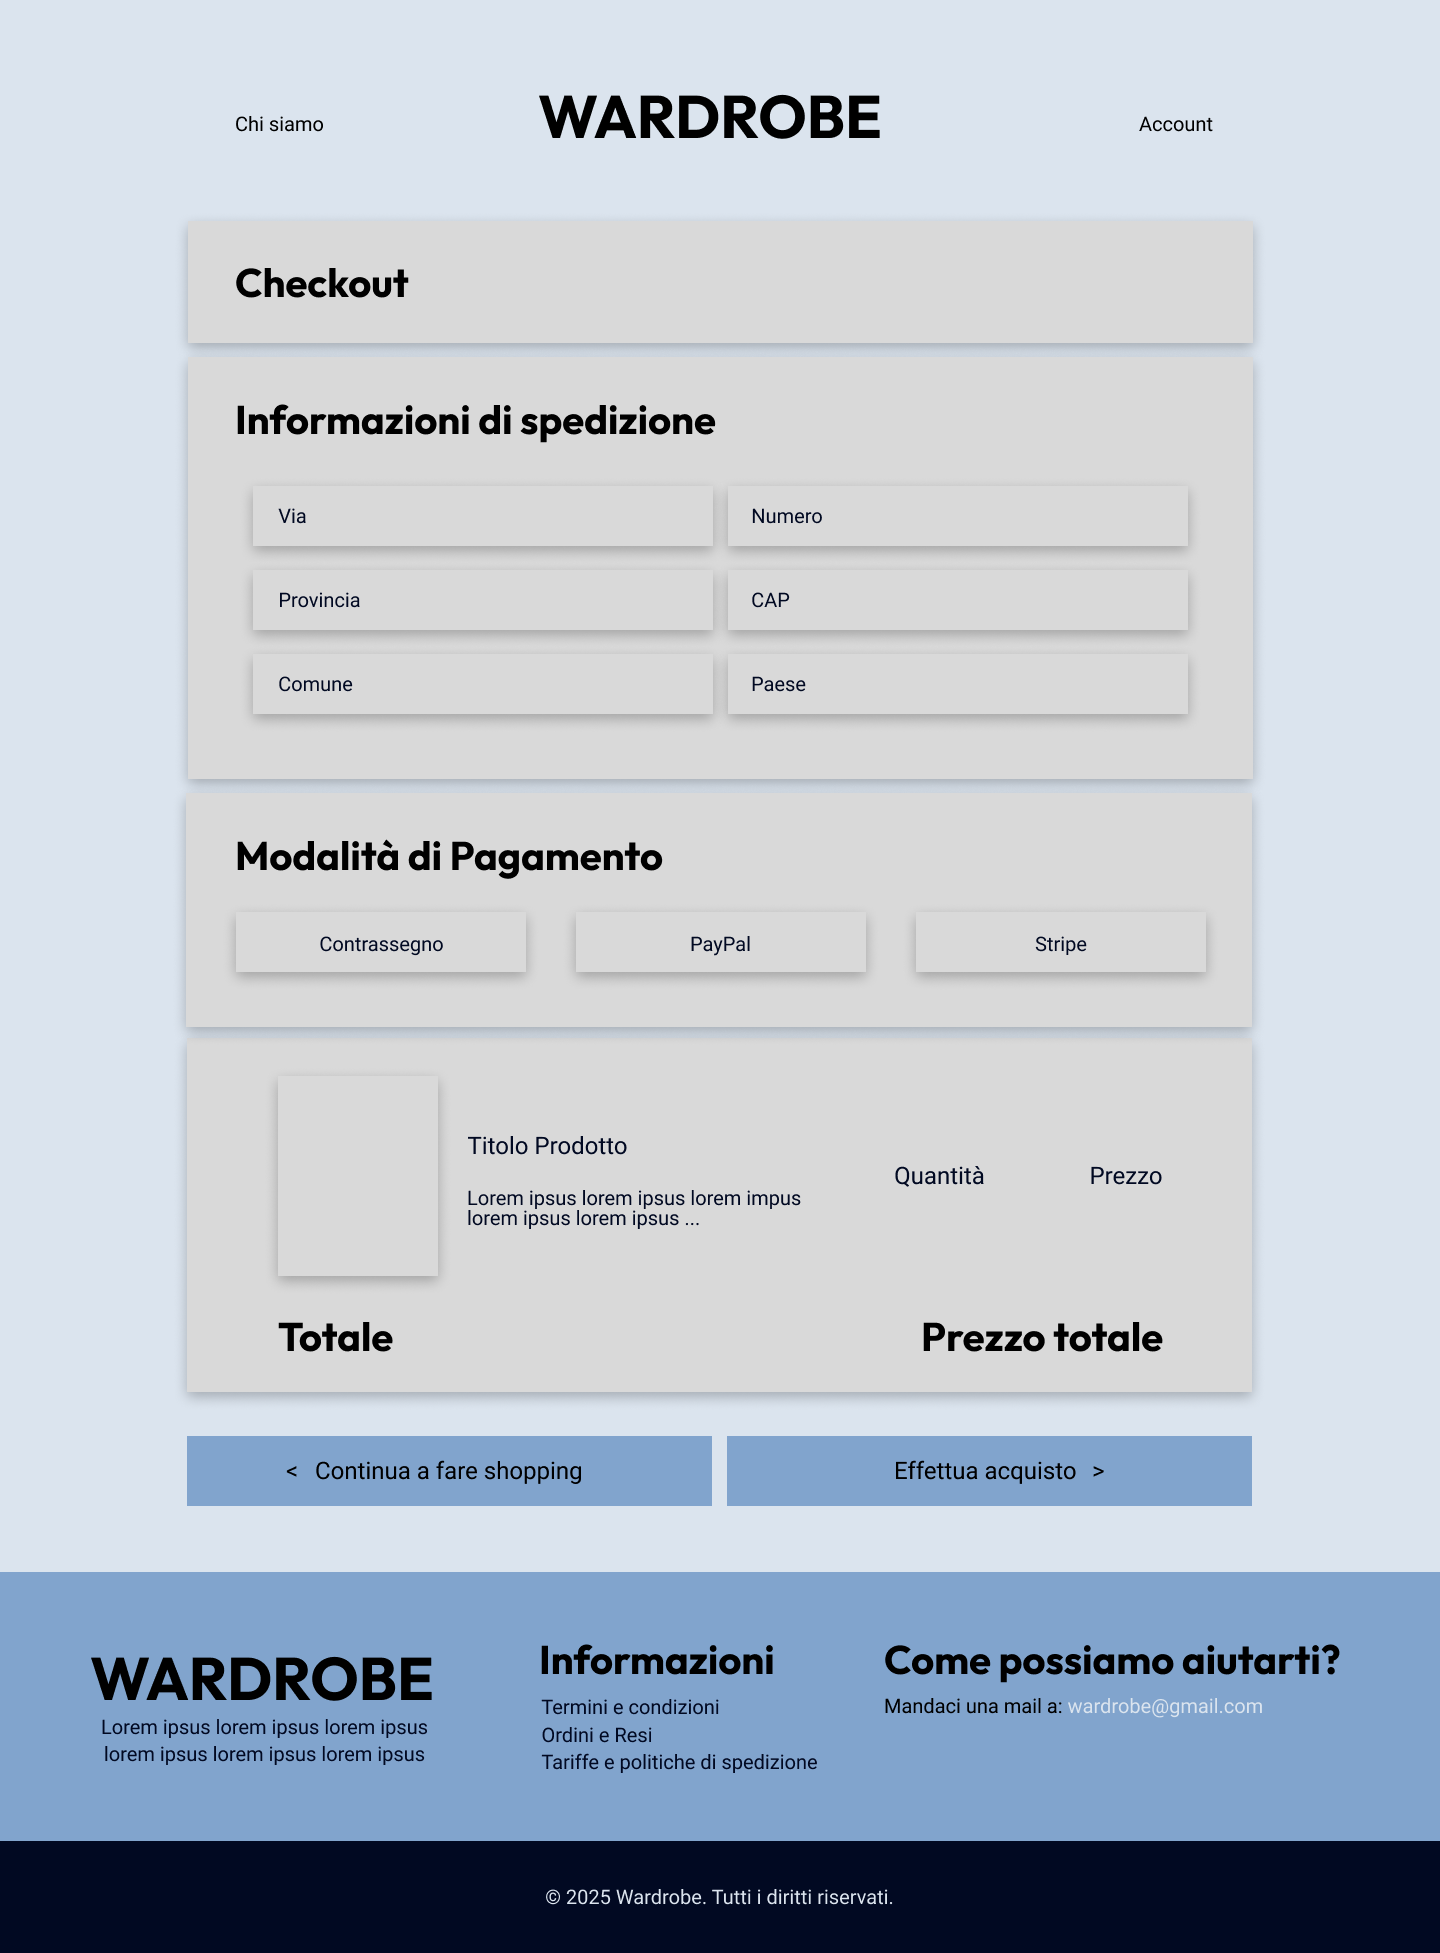 Chi siamo
WARDROBE
Account
Checkout
Informazioni di spedizione
Via
Numero
Provincia
CAP
Comune
Paese
Modalità di Pagamento
Contrassegno
PayPal
Stripe
Titolo Prodotto
Lorem ipsus lorem ipsus lorem impus
lorem ipsus lorem ipsus ...
Quantità
Prezzo
Totale
Prezzo totale
< Continua a fare shopping
Effettua acquisto >
WARDROBE
Lorem ipsus lorem ipsus lorem ipsus
lorem ipsus lorem ipsus lorem ipsus
Informazioni
Termini e condizioni
Ordini e Resi
Tariffe e politiche di spedizione
Come possiamo aiutarti?
Mandaci una mail a: wardrobe@gmail.com
© 2025 Wardrobe. Tutti i diritti riservati.